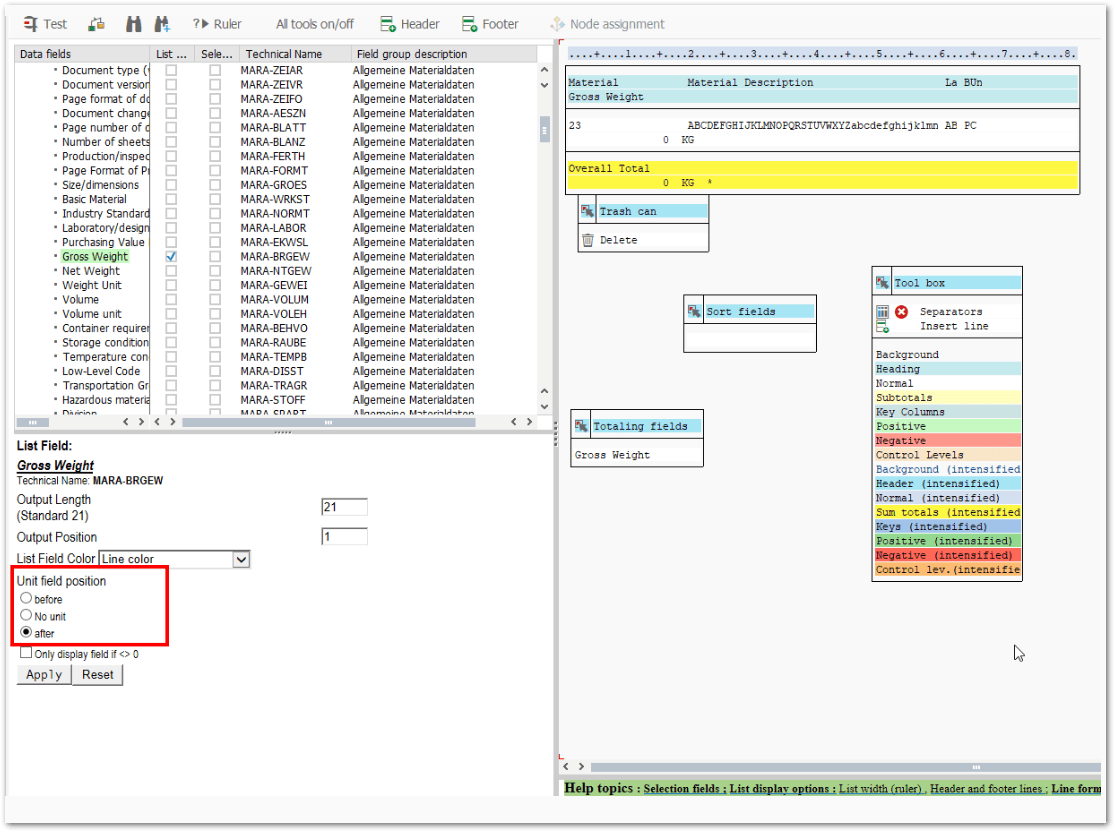 Test ?▸ Ruler All tools on/off Header Footer Node assignment
Data fields List ... Sele... Technical Name Field group description
Document type (v MARA-ZEIAR Allgemeine Materialdaten
Document version MARA-ZEIVR Allgemeine Materialdaten
Page format of do MARA-ZEIFO Allgemeine Materialdaten
Document change MARA-AESZN Allgemeine Materialdaten
Page number of d MARA-BLATT Allgemeine Materialdaten
Number of sheets MARA-BLANZ Allgemeine Materialdaten
Production/inspec MARA-FERTH Allgemeine Materialdaten
Page Format of Pr MARA-FORMT Allgemeine Materialdaten
Size/dimensions MARA-GROES Allgemeine Materialdaten
Basic Material MARA-WRKST Allgemeine Materialdaten
Industry Standard MARA-NORMT Allgemeine Materialdaten
Laboratory/design MARA-LABOR Allgemeine Materialdaten
Purchasing Value MARA-EKWSL Allgemeine Materialdaten
Gross Weight MARA-BRGEW Allgemeine Materialdaten
Net Weight MARA-NTGEW Allgemeine Materialdaten
Weight Unit MARA-GEWEI Allgemeine Materialdaten
Volume MARA-VOLUM Allgemeine Materialdaten
Volume unit MARA-VOLEH Allgemeine Materialdaten
Container requirer MARA-BEHVO Allgemeine Materialdaten
Storage condition MARA-RAUBE Allgemeine Materialdaten
Temperature con MARA-TEMPB Allgemeine Materialdaten
Low-Level Code MARA-DISST Allgemeine Materialdaten
Transportation Gr MARA-TRAGR Allgemeine Materialdaten
Hazardous materia MARA-STOFF Allgemeine Materialdaten
Division MARA-SPART Allgemeine Materialdaten
List Field:
Gross Weight
Technical Name: MARA-BRGEW
Output Length
(Standard 21) 21
Output Position 1
List Field Color Line color
Unit field position
before
No unit
after
Only display field if <> 0
Apply Reset
....+....1....+....2....+....3....+....4....+....5....+....6....+....7....+....8.
Material Material Description La BUn
Gross Weight
23 ABCDEFGHIJKLMNOPQRSTUVWXYZabcdefghijklmn AB PC
0 KG
Overall Total
0 KG *
Trash can
Delete
Sort fields
Totaling fields
Gross Weight
Tool box
Separators
Insert line
Background
Heading
Normal
Subtotals
Key Columns
Positive
Negative
Control Levels
Background (intensified
Header (intensified)
Normal (intensified)
Sum totals (intensified
Keys (intensified)
Positive (intensified)
Negative (intensified)
Control lev.(intensifie
Help topics : Selection fields ; List display options : List width (ruler) , Header and footer lines ; Line form